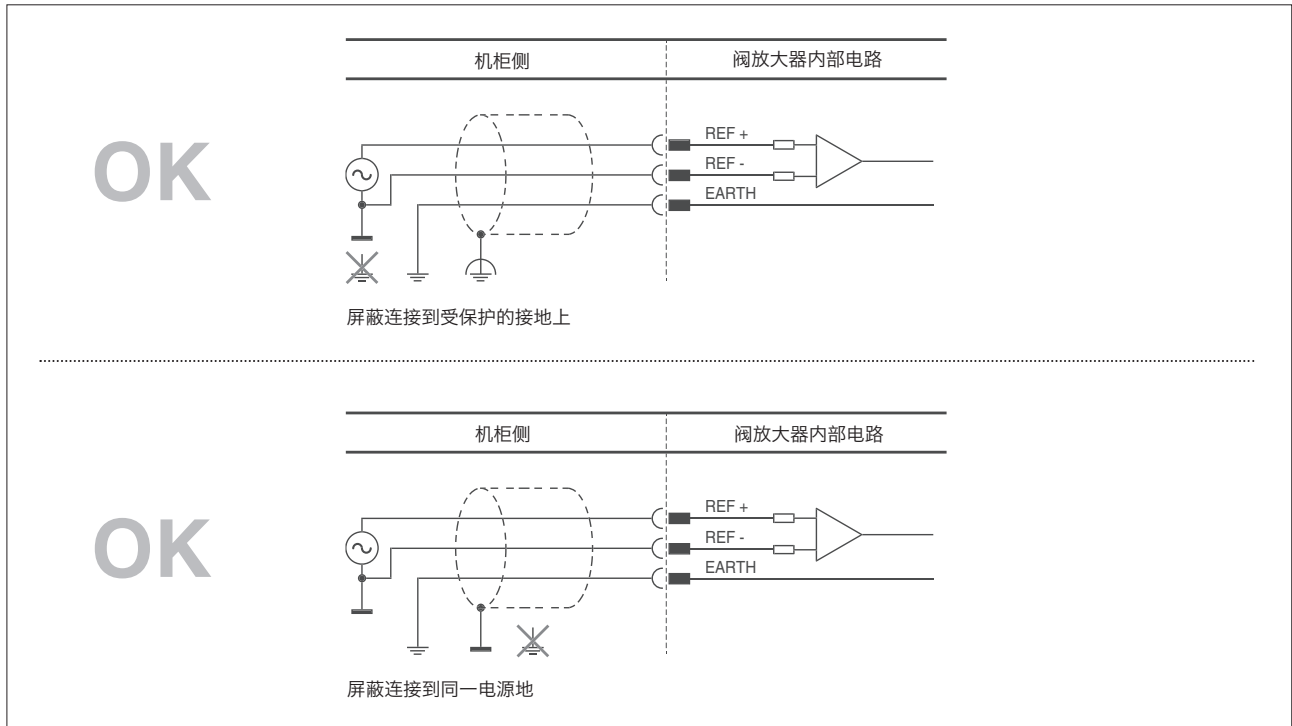 机柜侧 阀放大器内部电路
OK
REF +
REF -
EARTH
屏蔽连接到受保护的接地上
机柜侧 阀放大器内部电路
OK
REF +
REF -
EARTH
屏蔽连接到同一电源地